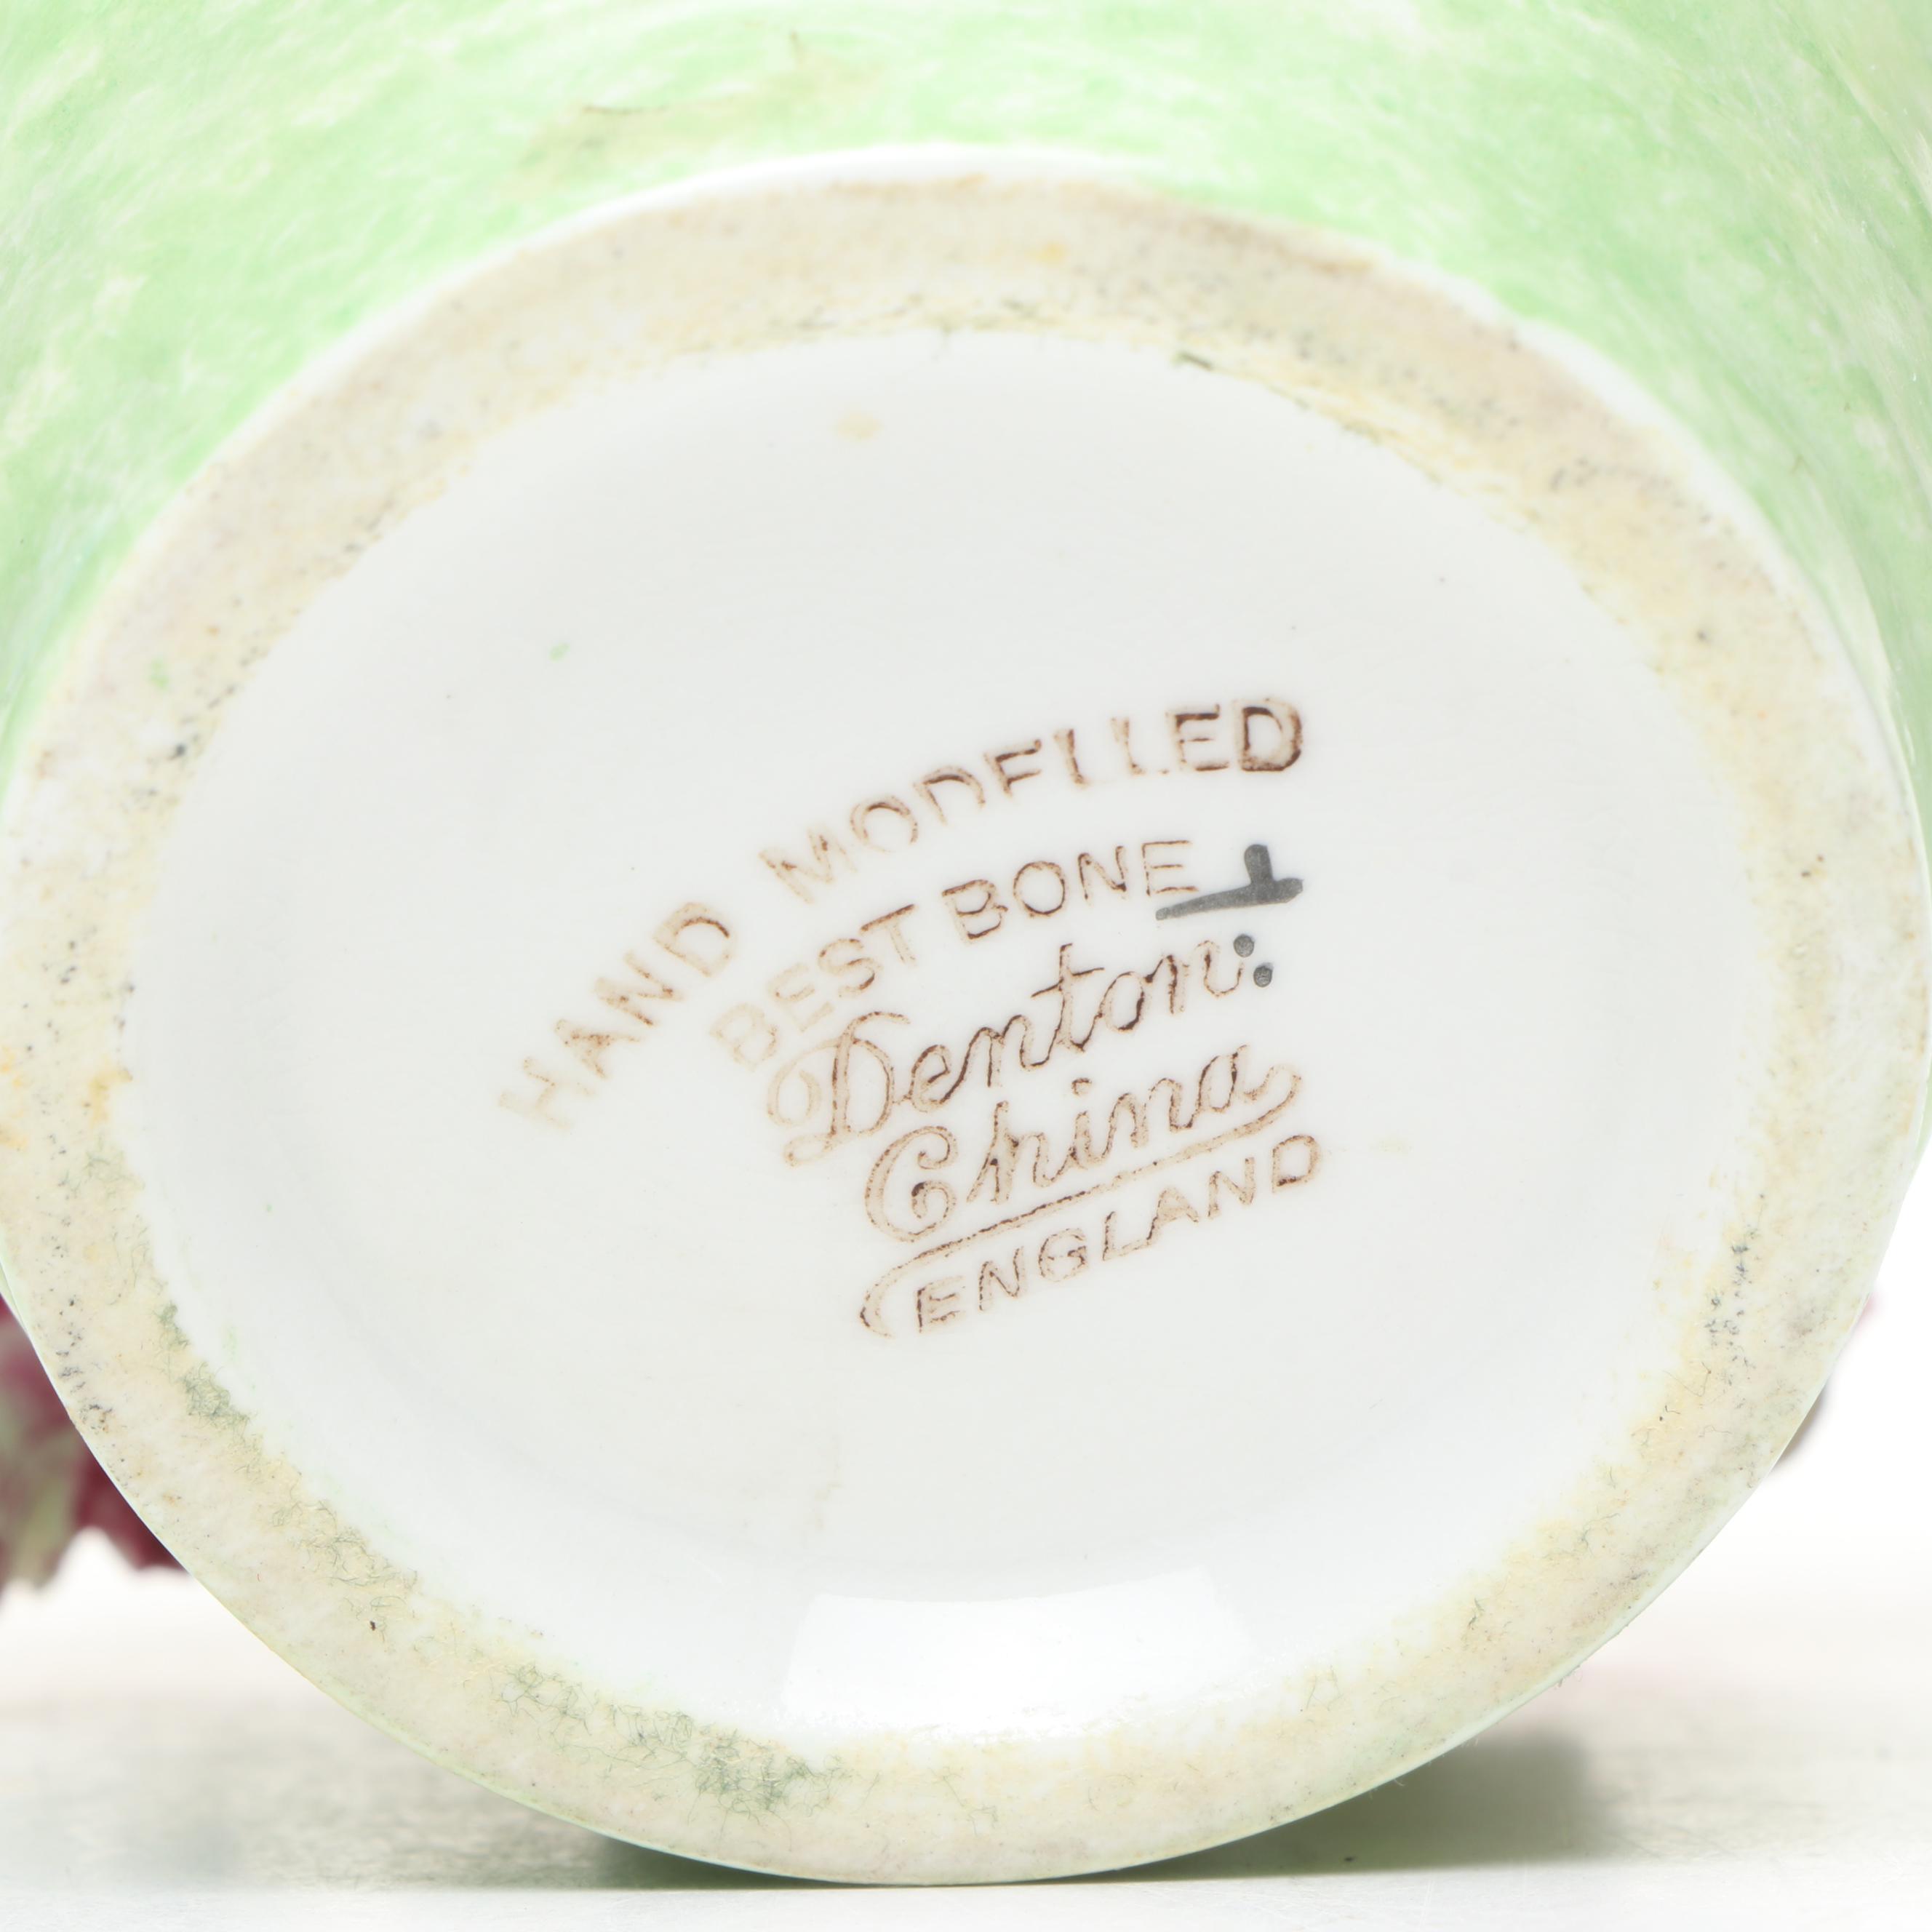 HAND MODELLED
BEST BONE
Denton
China
ENGLAND